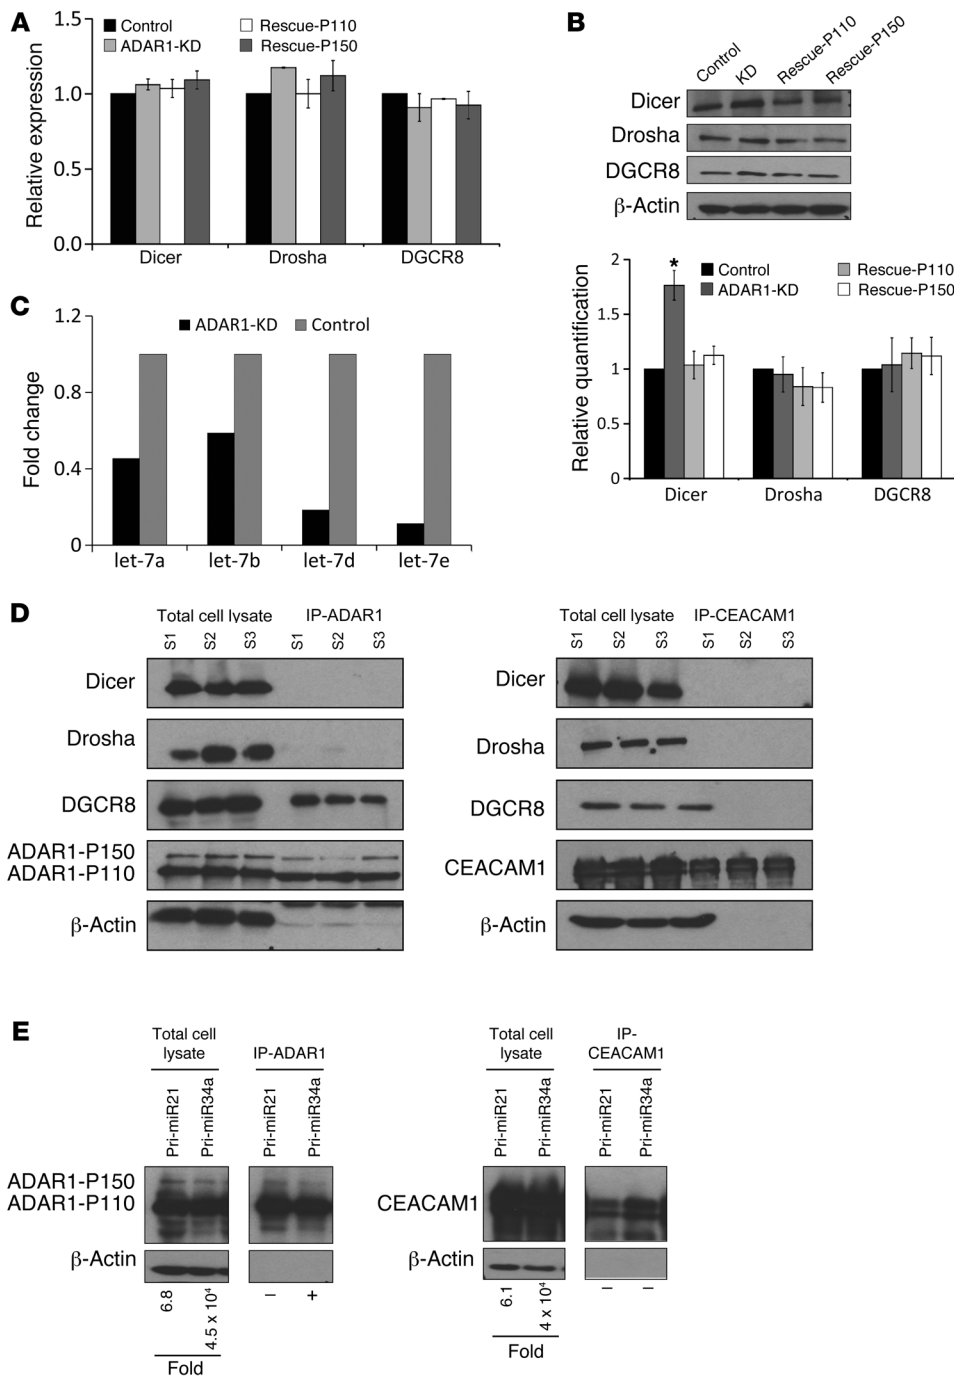 A
1.5
1.0
0.5
0.0
Relative expression
Control
ADAR1-KD
Rescue-P110
Rescue-P150
Dicer
Drosha
DGCR8
B
Control
KD
Rescue-P110
Rescue-P150
Dicer
Drosha
DGCR8
β-Actin
2
1.5
1
0.5
0
Relative quantification
*
Control
ADAR1-KD
Rescue-P110
Rescue-P150
Dicer
Drosha
DGCR8
C
1.2
0.8
0.4
0
Fold change
ADAR1-KD
Control
let-7a
let-7b
let-7d
let-7e
D
Total cell lysate
IP-ADAR1
S1
S2
S3
S1
S2
S3
Dicer
Drosha
DGCR8
ADAR1-P150
ADAR1-P110
β-Actin
Total cell lysate
IP-CEACAM1
S1
S2
S3
S1
S2
S3
Dicer
Drosha
DGCR8
CEACAM1
β-Actin
E
Total cell
lysate
IP-ADAR1
Pri-miR21
Pri-miR34a
Pri-miR21
Pri-miR34a
ADAR1-P150
ADAR1-P110
β-Actin
6.8
4.5 x 10⁴
–
+
Fold
Total cell
lysate
IP-
CEACAM1
Pri-miR21
Pri-miR34a
Pri-miR21
Pri-miR34a
CEACAM1
β-Actin
6.1
4 x 10⁴
–
–
Fold